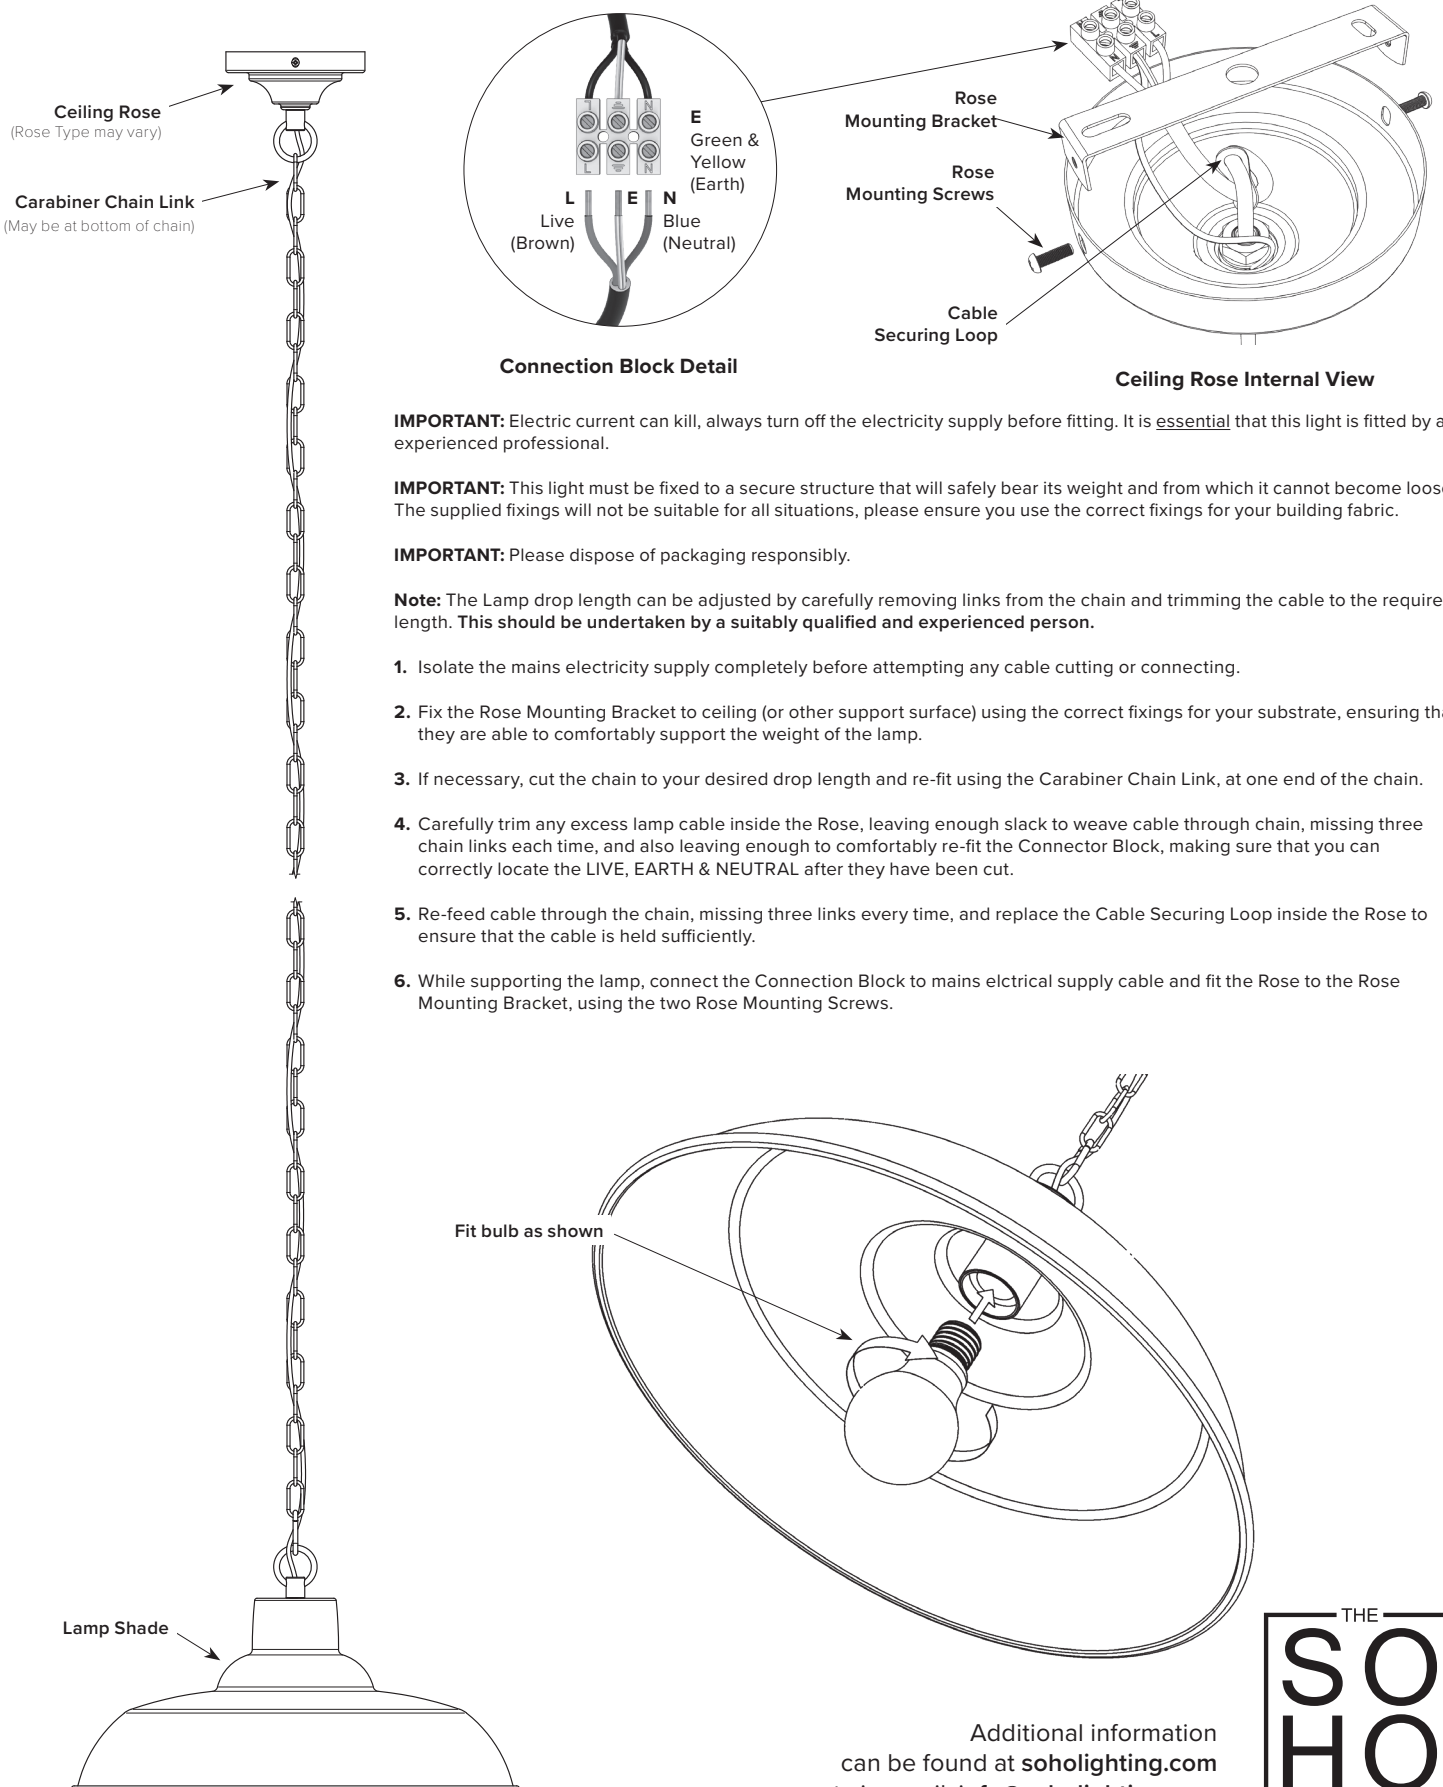 Ceiling Rose
(Rose Type may vary)
Carabiner Chain Link
(May be at bottom of chain)
L
N
L
N
E
Green &
Yellow
(Earth)
L
E
N
Live
(Brown)
Blue
(Neutral)
Connection Block Detail
Rose
Mounting Bracket
Rose
Mounting Screws
Cable
Securing Loop
Ceiling Rose Internal View
IMPORTANT: Electric current can kill, always turn off the electricity supply before fitting. It is essential that this light is fitted by a
experienced professional.
IMPORTANT: This light must be fixed to a secure structure that will safely bear its weight and from which it cannot become loose
The supplied fixings will not be suitable for all situations, please ensure you use the correct fixings for your building fabric.
IMPORTANT: Please dispose of packaging responsibly.
Note: The Lamp drop length can be adjusted by carefully removing links from the chain and trimming the cable to the require
length. This should be undertaken by a suitably qualified and experienced person.
1. Isolate the mains electricity supply completely before attempting any cable cutting or connecting.
2. Fix the Rose Mounting Bracket to ceiling (or other support surface) using the correct fixings for your substrate, ensuring tha
they are able to comfortably support the weight of the lamp.
3. If necessary, cut the chain to your desired drop length and re-fit using the Carabiner Chain Link, at one end of the chain.
4. Carefully trim any excess lamp cable inside the Rose, leaving enough slack to weave cable through chain, missing three
chain links each time, and also leaving enough to comfortably re-fit the Connector Block, making sure that you can
correctly locate the LIVE, EARTH & NEUTRAL after they have been cut.
5. Re-feed cable through the chain, missing three links every time, and replace the Cable Securing Loop inside the Rose to
ensure that the cable is held sufficiently.
6. While supporting the lamp, connect the Connection Block to mains elctrical supply cable and fit the Rose to the Rose
Mounting Bracket, using the two Rose Mounting Screws.
Fit bulb as shown
Lamp Shade
THE
SO
HO
Additional information
can be found at soholighting.com